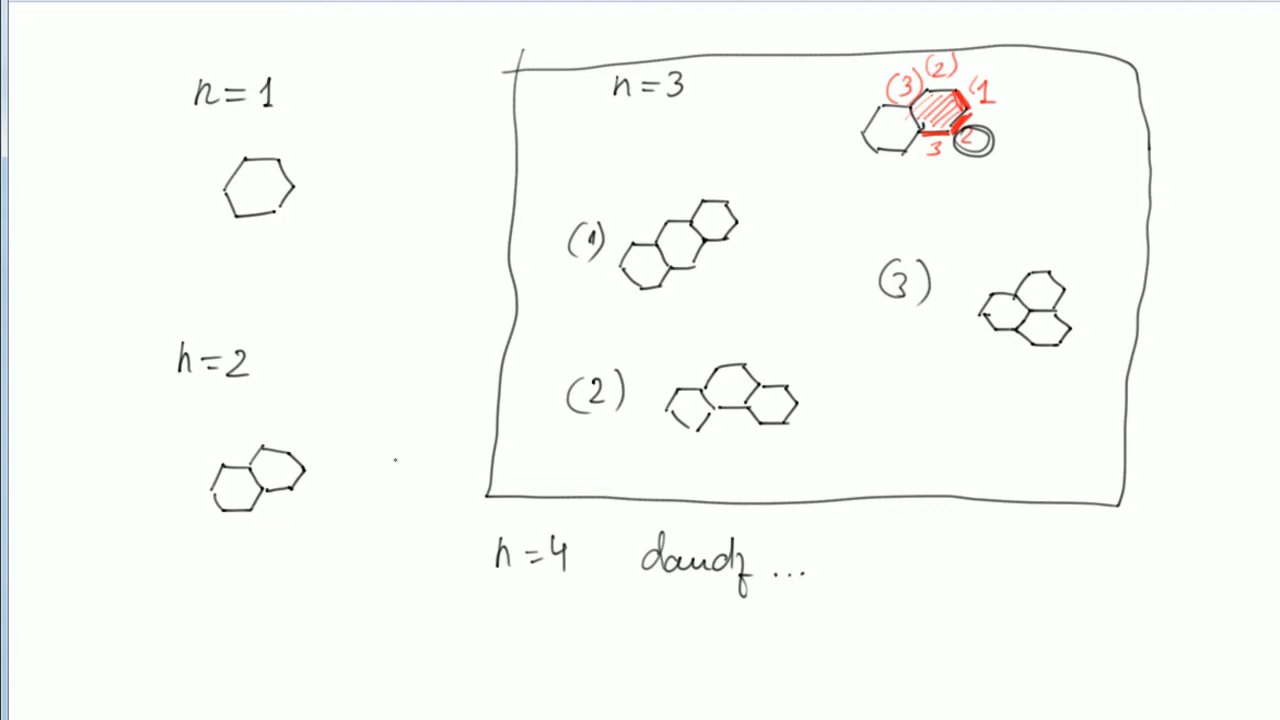 n=1
n=3
(3) (2) (1
2
3
(1)
(3)
n=2
(2)
n=4 ...